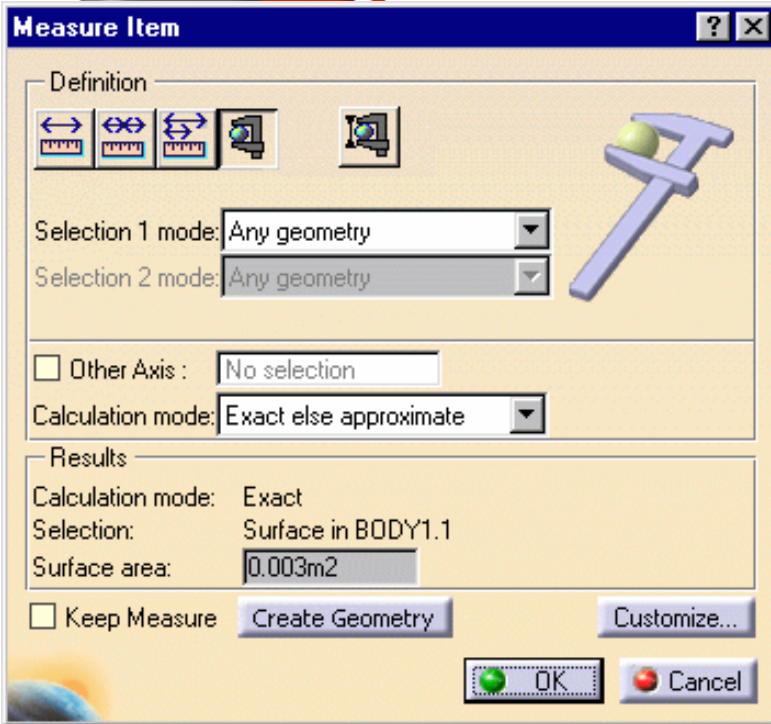 Measure Item
Definition
Selection 1 mode: Any geometry
Selection 2 mode: Any geometry
Other Axis : No selection
Calculation mode: Exact else approximate
Results
Calculation mode: Exact
Selection: Surface in BODY1.1
Surface area: 0.003m2
Keep Measure Create Geometry Customize...
OK Cancel